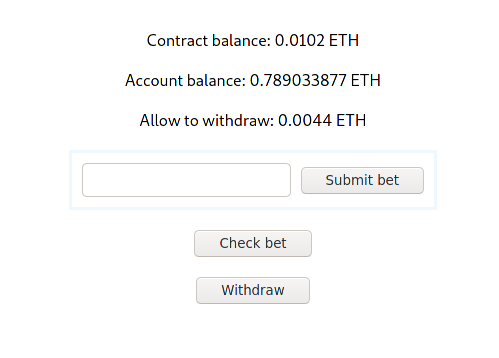 Contract balance: 0.0102 ETH
Account balance: 0.789033877 ETH
Allow to withdraw: 0.0044 ETH
Submit bet
Check bet
Withdraw